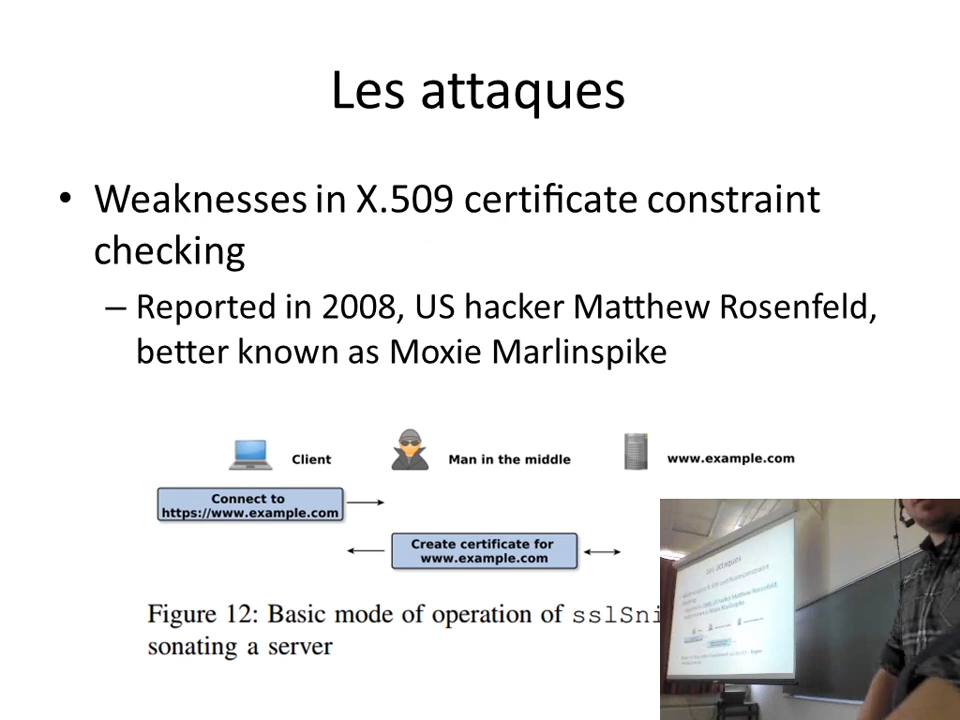 Les attaques
• Weaknesses in X.509 certificate constraint
checking
– Reported in 2008, US hacker Matthew Rosenfeld,
better known as Moxie Marlinspike
Client
Man in the middle
www.example.com
Connect to
https://www.example.com
Create certificate for
www.example.com
Figure 12: Basic mode of operation of sslSni
sonating a server
Les attaques